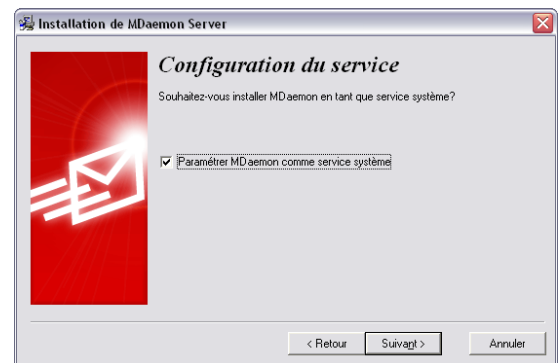 Installation de MDaemon Server
Configuration du service
Souhaitez-vous installer MDaemon en tant que service système?
Paramétrer MDaemon comme service système
< Retour
Suivant >
Annuler